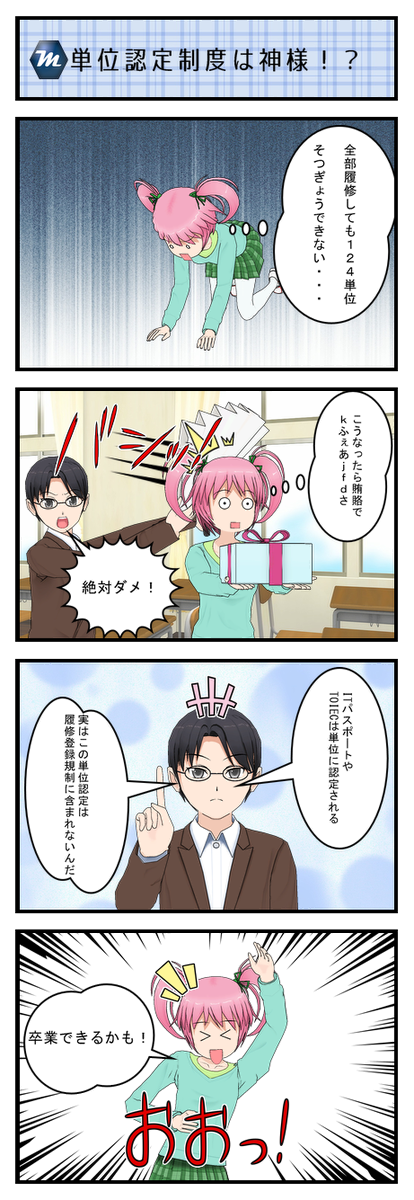 m
単位認定制度は神様！？
全部履修しても１２４単位
そつぎょうできない・・・
こうなったら賄賂で
ｋふぇあｊｆｄさ
バシーン！
絶対ダメ！
ITパスポートや
TOIECは単位に認定される
実はこの単位認定は
履修登録規制に含まれないんだ
卒業できるかも！
おおっ！